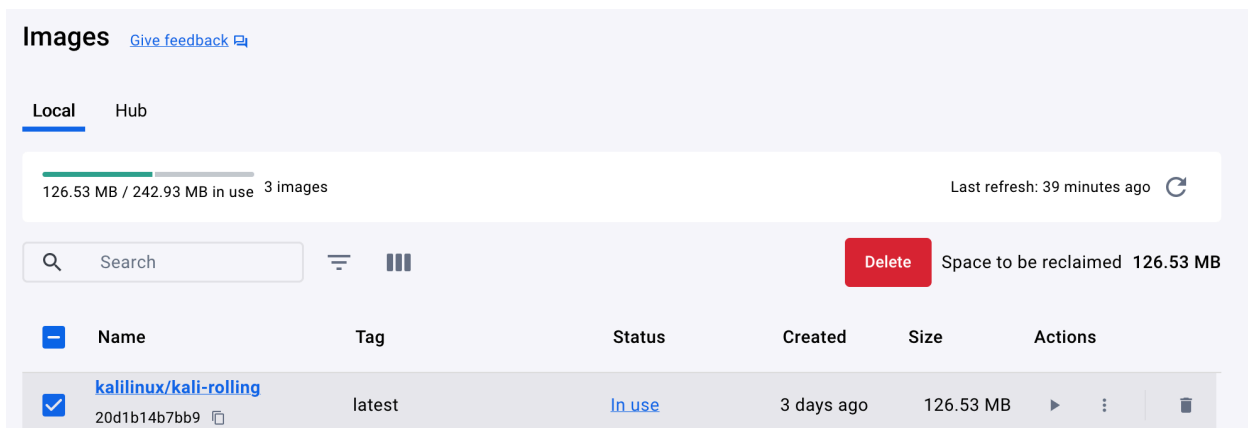 Images Give feedback
Local Hub
126.53 MB / 242.93 MB in use 3 images Last refresh: 39 minutes ago
Search Delete Space to be reclaimed 126.53 MB
Name Tag Status Created Size Actions
kalilinux/kali-rolling
latest In use 3 days ago 126.53 MB
20d1b14b7bb9